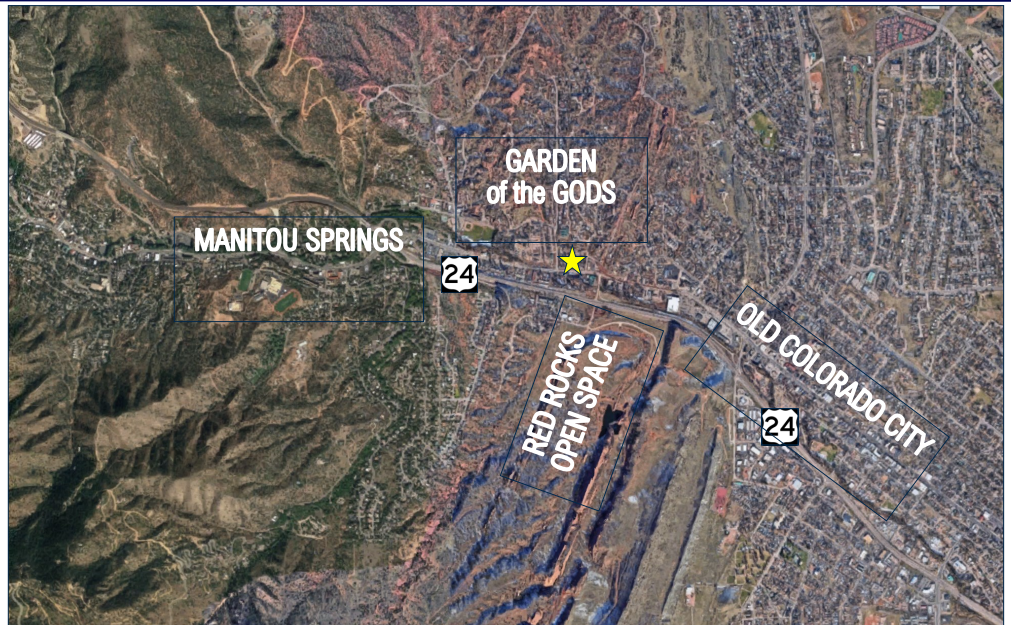 GARDEN
of the GODS
MANITOU SPRINGS
24
RED ROCKS
OPEN SPACE
OLD COLORADO CITY
24